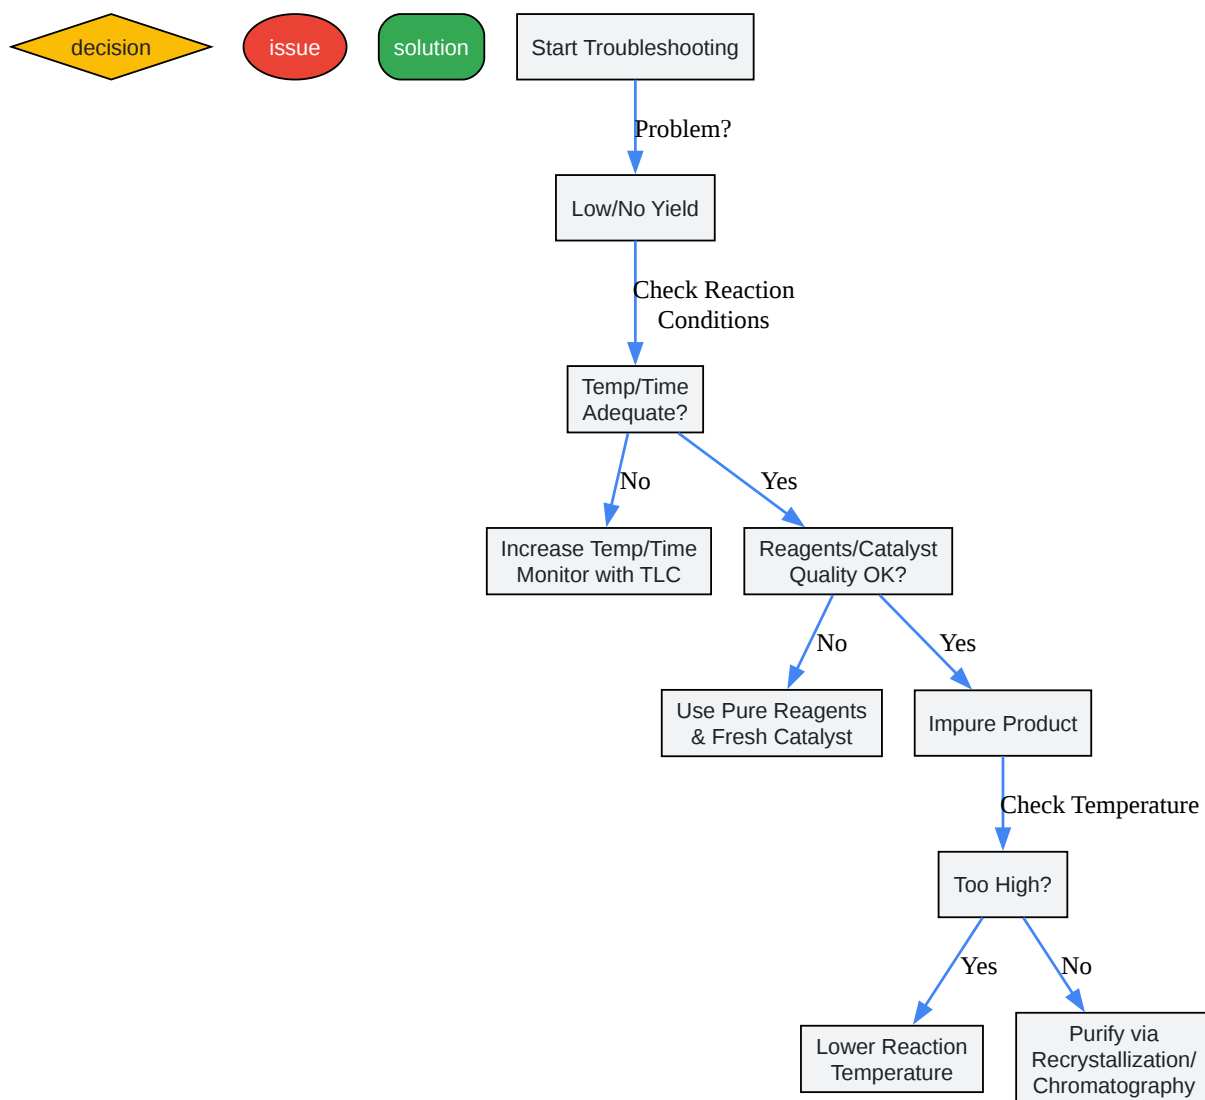 decision
issue
solution
Start Troubleshooting
Problem?
Low/No Yield
Check Reaction
Conditions
Temp/Time
Adequate?
No
Yes
Increase Temp/Time
Monitor with TLC
Reagents/Catalyst
Quality OK?
No
Yes
Use Pure Reagents
& Fresh Catalyst
Impure Product
Check Temperature
Too High?
Yes
No
Lower Reaction
Temperature
Purify via
Recrystallization/
Chromatography